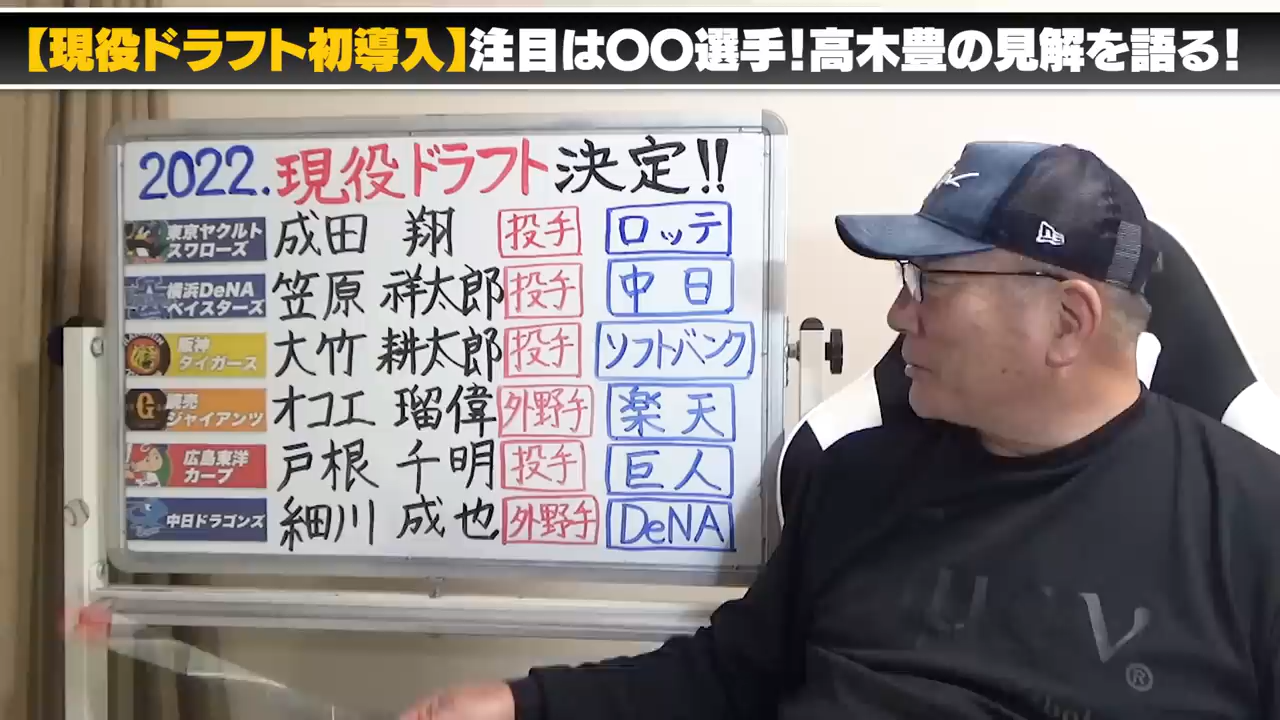 【現役ドラフト初導入】注目は〇〇選手！高木豊の見解を語る！
2022.現役ドラフト決定!!
東京ヤクルト
スワローズ
成田 翔 投手 ロッテ
横浜DeNA
ベイスターズ
笠原 祥太郎 投手 中日
阪神
タイガース
大竹 耕太郎 投手 ソフトバンク
読売
ジャイアンツ
オコエ 瑠偉 外野手 楽天
広島東洋
カープ
戸根 千明 投手 巨人
中日ドラゴンズ
細川 成也 外野手 DeNA